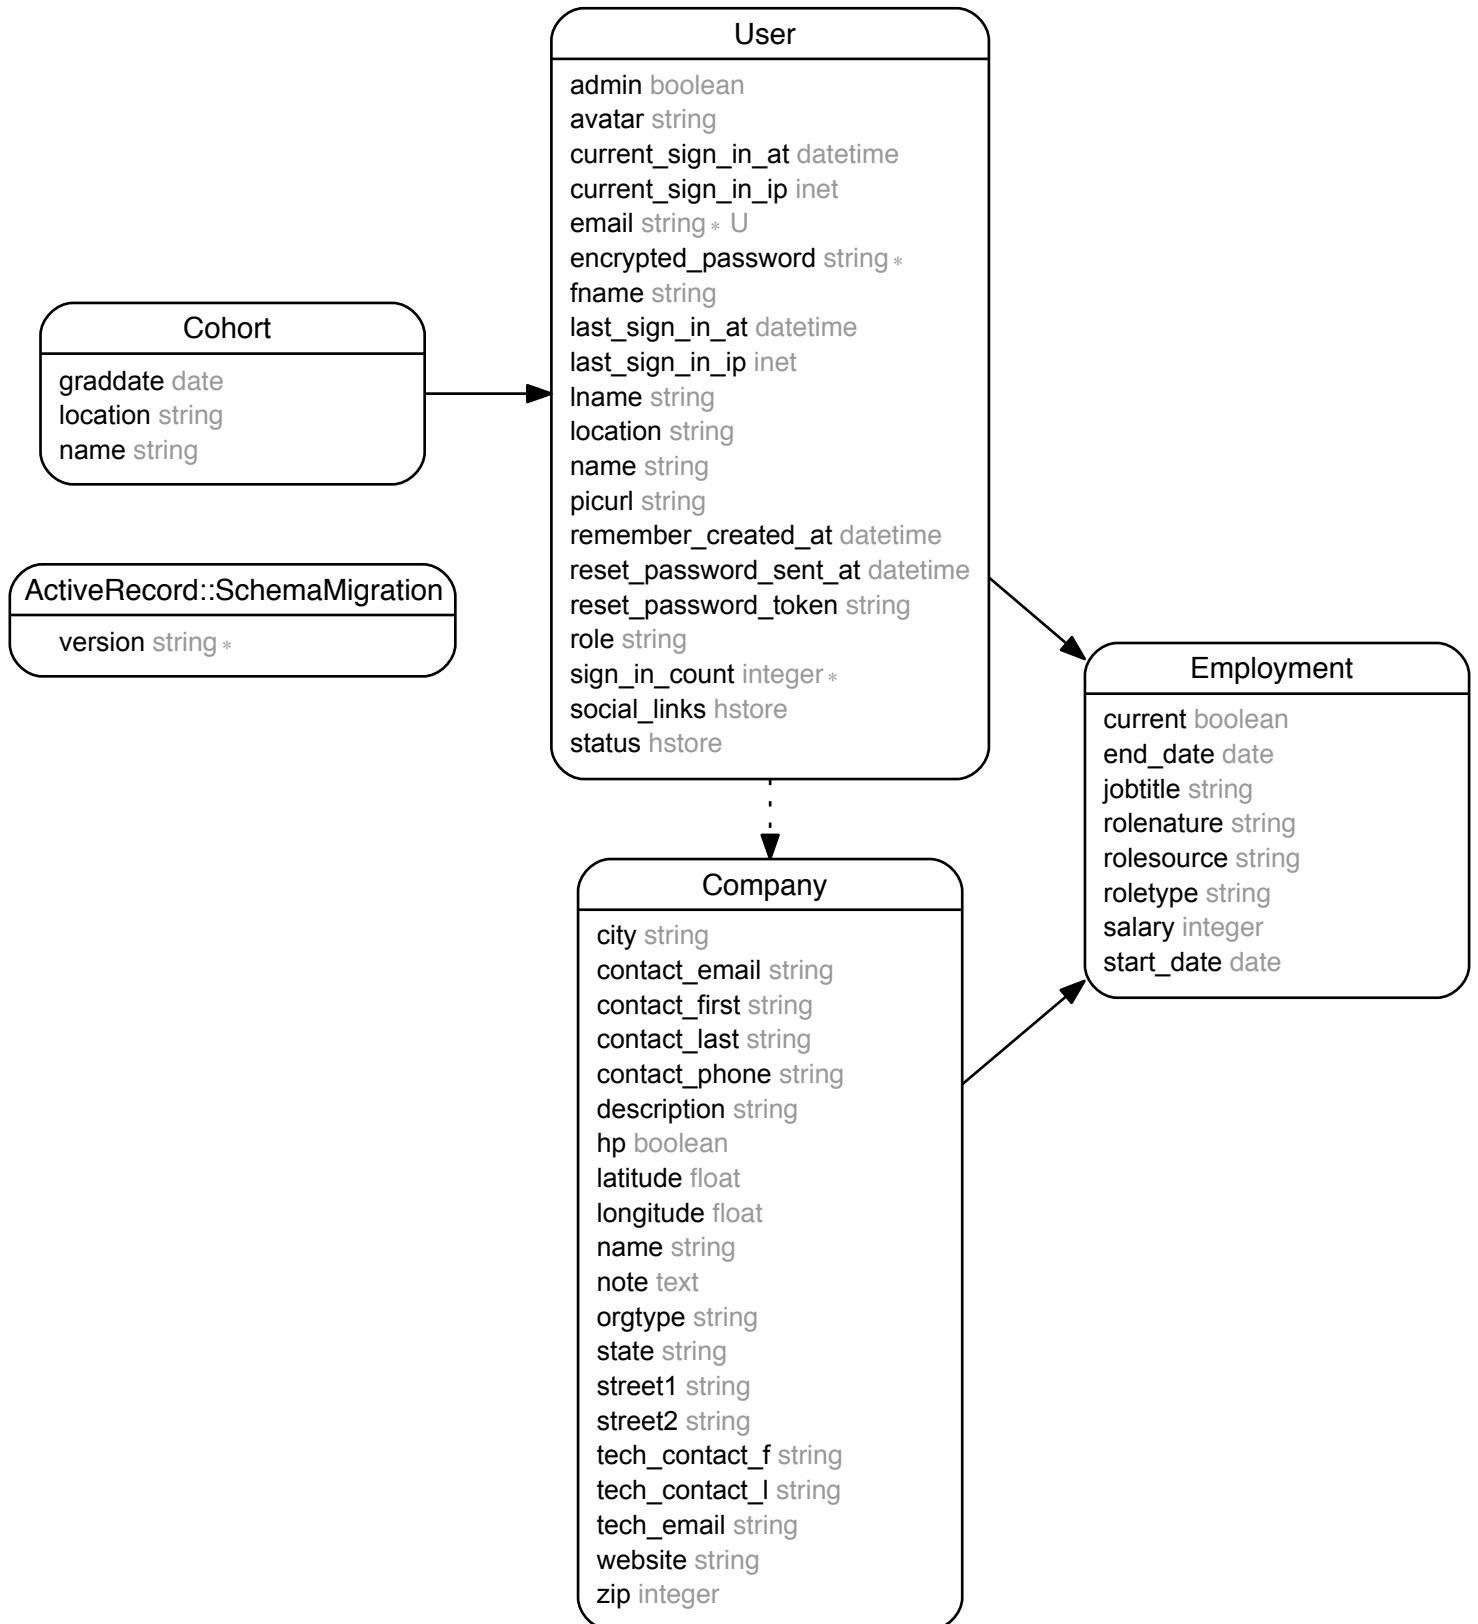 User
admin boolean
avatar string
current_sign_in_at datetime
current_sign_in_ip inet
email string* U
encrypted_password string*
fname string
last_sign_in_at datetime
last_sign_in_ip inet
lname string
location string
name string
picurl string
remember_created_at datetime
reset_password_sent_at datetime
reset_password_token string
role string
sign_in_count integer*
social_links hstore
status hstore
Cohort
graddate date
location string
name string
ActiveRecord::SchemaMigration
version string*
Employment
current boolean
end_date date
jobtitle string
rolenature string
rolesource string
roletype string
salary integer
start_date date
Company
city string
contact_email string
contact_first string
contact_last string
contact_phone string
description string
hp boolean
latitude float
longitude float
name string
note text
orgtype string
state string
street1 string
street2 string
tech_contact_f string
tech_contact_l string
tech_email string
website string
zip integer